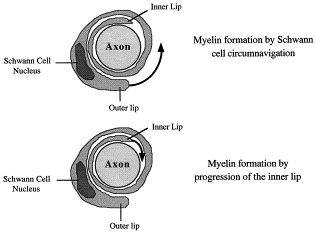 Inner Lip
Axon
Schwann Cell
Nucleus
Outer lip
Myelin formation by Schwann
cell circumnavigation
Inner Lip
Axon
Schwann Cell
Nucleus
Outer lip
Myelin formation by
progression of the inner lip